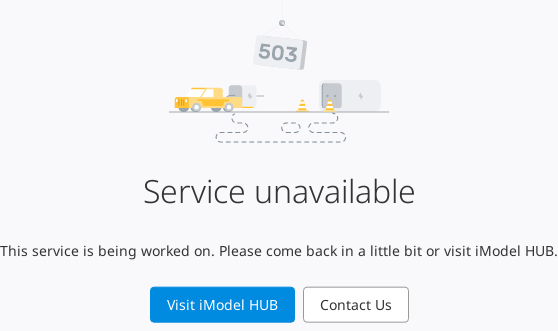 503
Service unavailable
This service is being worked on. Please come back in a little bit or visit iModel HUB.
Visit iModel HUB
Contact Us